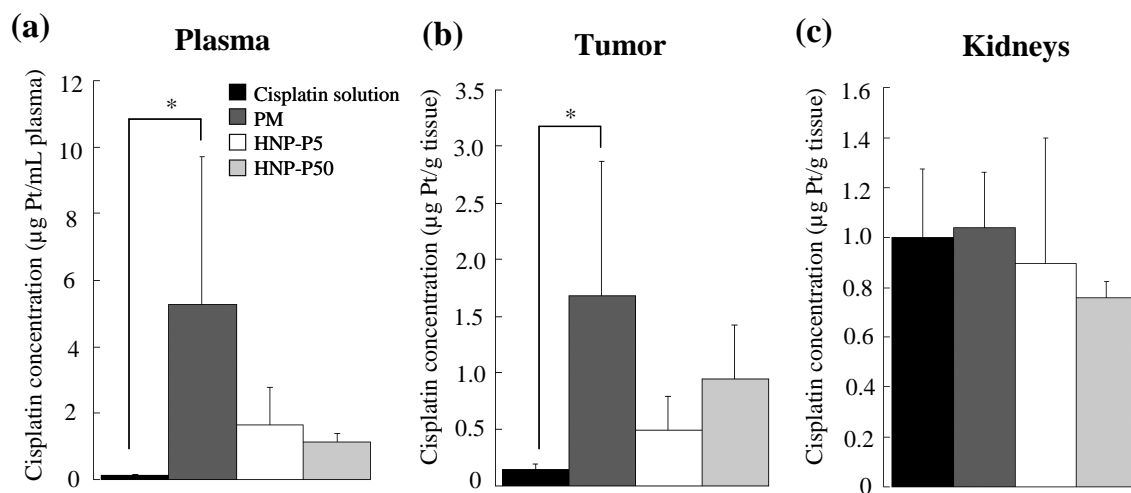 (a)
Plasma
Cisplatin concentration (µg Pt/mL plasma)
12
10
8
6
4
2
0
*
Cisplatin solution
PM
HNP-P5
HNP-P50
(b)
Tumor
Cisplatin concentration (µg Pt/g tissue)
3.5
3.0
2.5
2.0
1.5
1.0
0.5
0
*
(c)
Kidneys
Cisplatin concentration (µg Pt/g tissue)
1.6
1.4
1.2
1.0
0.8
0.6
0.4
0.2
0